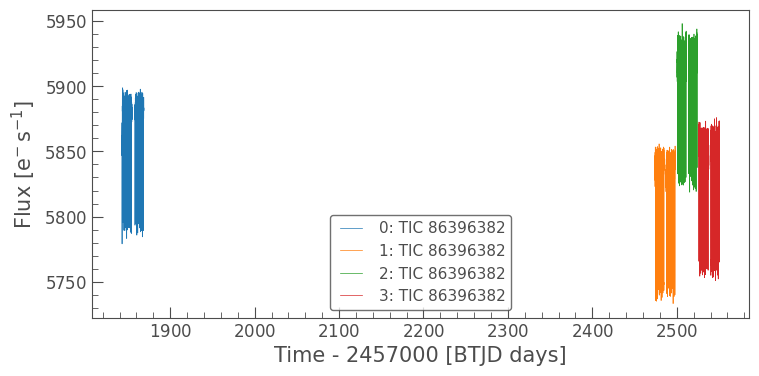 5950
5900
5850
5800
5750
Flux [e⁻ s⁻¹]
0: TIC 86396382
1: TIC 86396382
2: TIC 86396382
3: TIC 86396382
1900 2000 2100 2200 2300 2400 2500
Time - 2457000 [BTJD days]